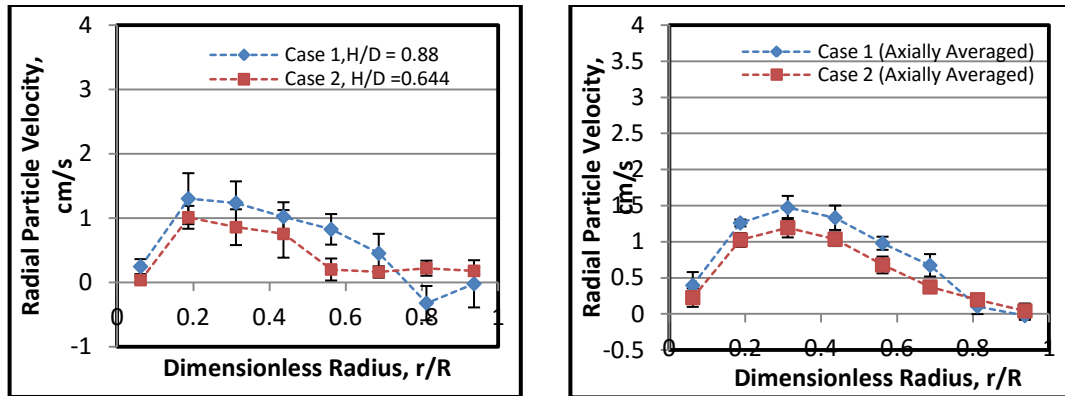 Radial Particle Velocity,
cm/s
4
3
2
1
0
-1
Case 1,H/D = 0.88
Case 2, H/D =0.644
0
0.2
0.4
0.6
0.8
1
Dimensionless Radius, r/R
Radial Particle Velocity,
cm/s
4
3.5
3
2.5
2
1.5
1
0.5
0
-0.5
Case 1 (Axially Averaged)
Case 2 (Axially Averaged)
0
0.2
0.4
0.6
0.8
1
Dimensionless Radius, r/R